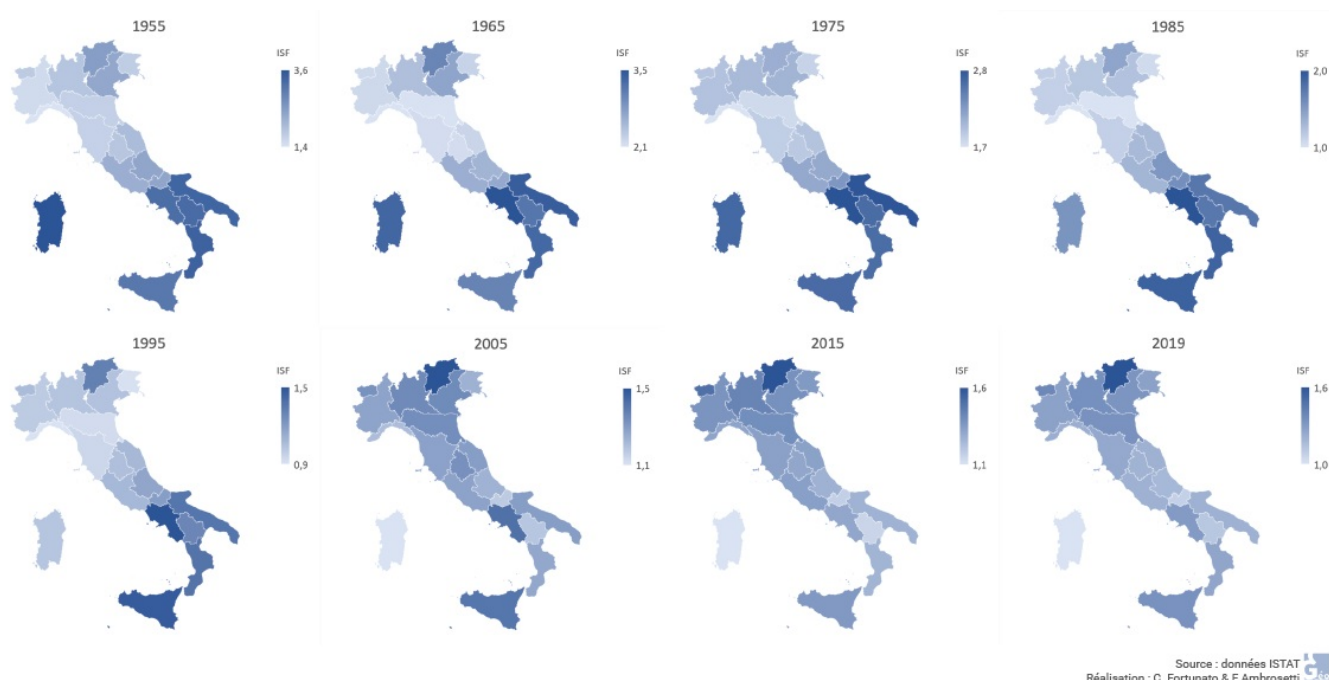 1955
ISF
3,6
1,4
1965
ISF
3,5
2,1
1975
ISF
2,8
1,7
1985
ISF
2,0
1,0
1995
ISF
1,5
0,9
2005
ISF
1,5
1,1
2015
ISF
1,6
1,1
2019
ISF
1,6
1,0
Source : données ISTAT
Réalisation : C. Fortunato & E Ambrosetti